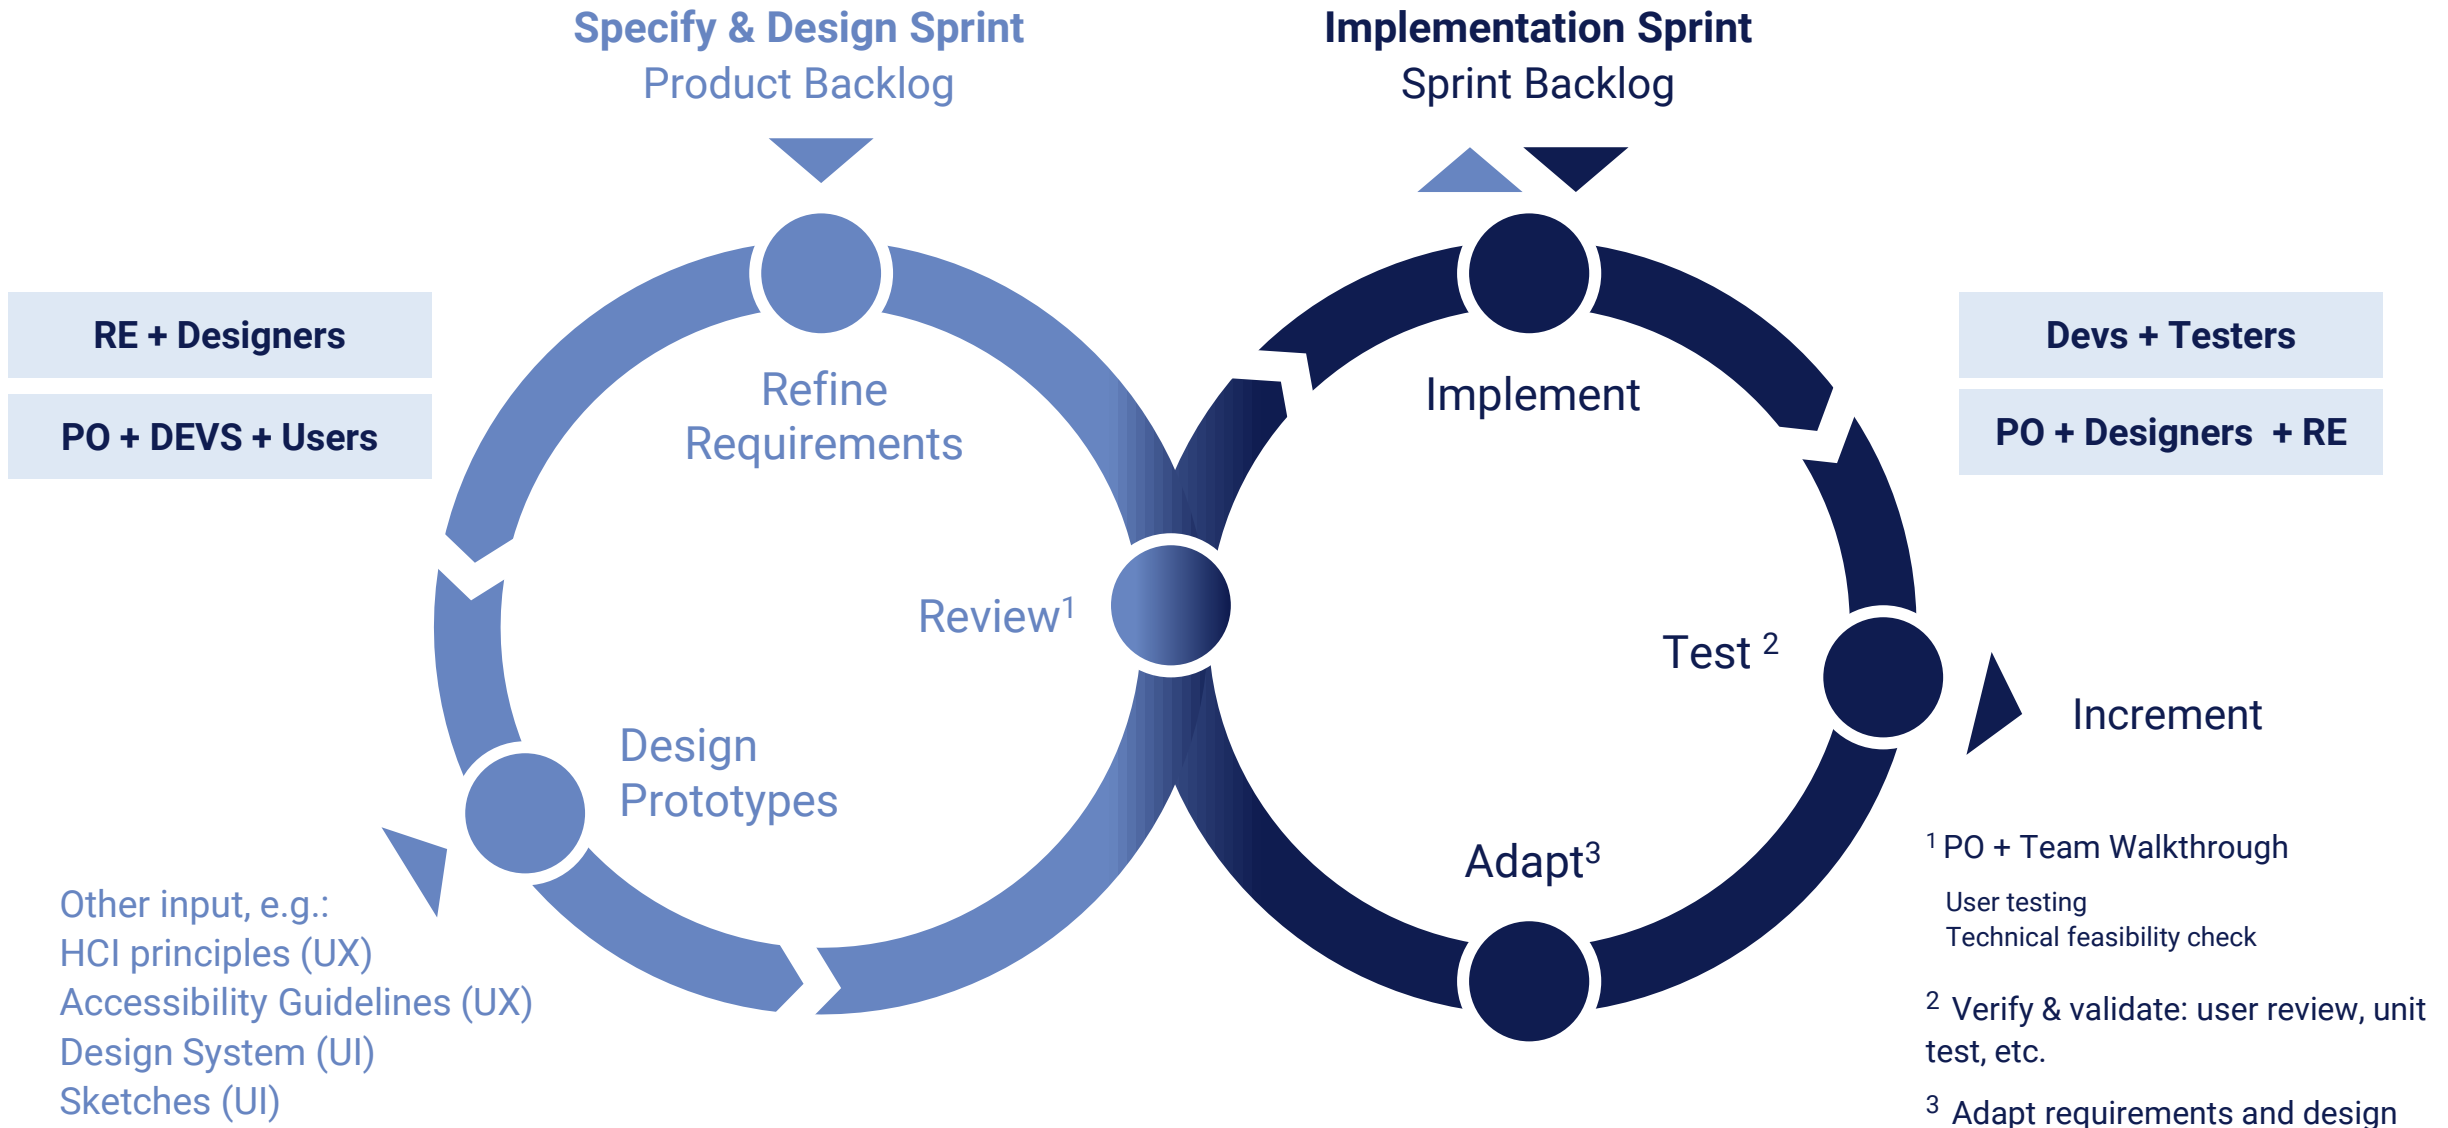 Specify & Design Sprint
Product Backlog
Implementation Sprint
Sprint Backlog
RE + Designers
PO + DEVS + Users
Devs + Testers
PO + Designers + RE
Refine
Requirements
Implement
Review¹
Test ²
Design
Prototypes
Increment
Adapt³
Other input, e.g.:
HCI principles (UX)
Accessibility Guidelines (UX)
Design System (UI)
Sketches (UI)
¹ PO + Team Walkthrough
User testing
Technical feasibility check
² Verify & validate: user review, unit
test, etc.
³ Adapt requirements and design